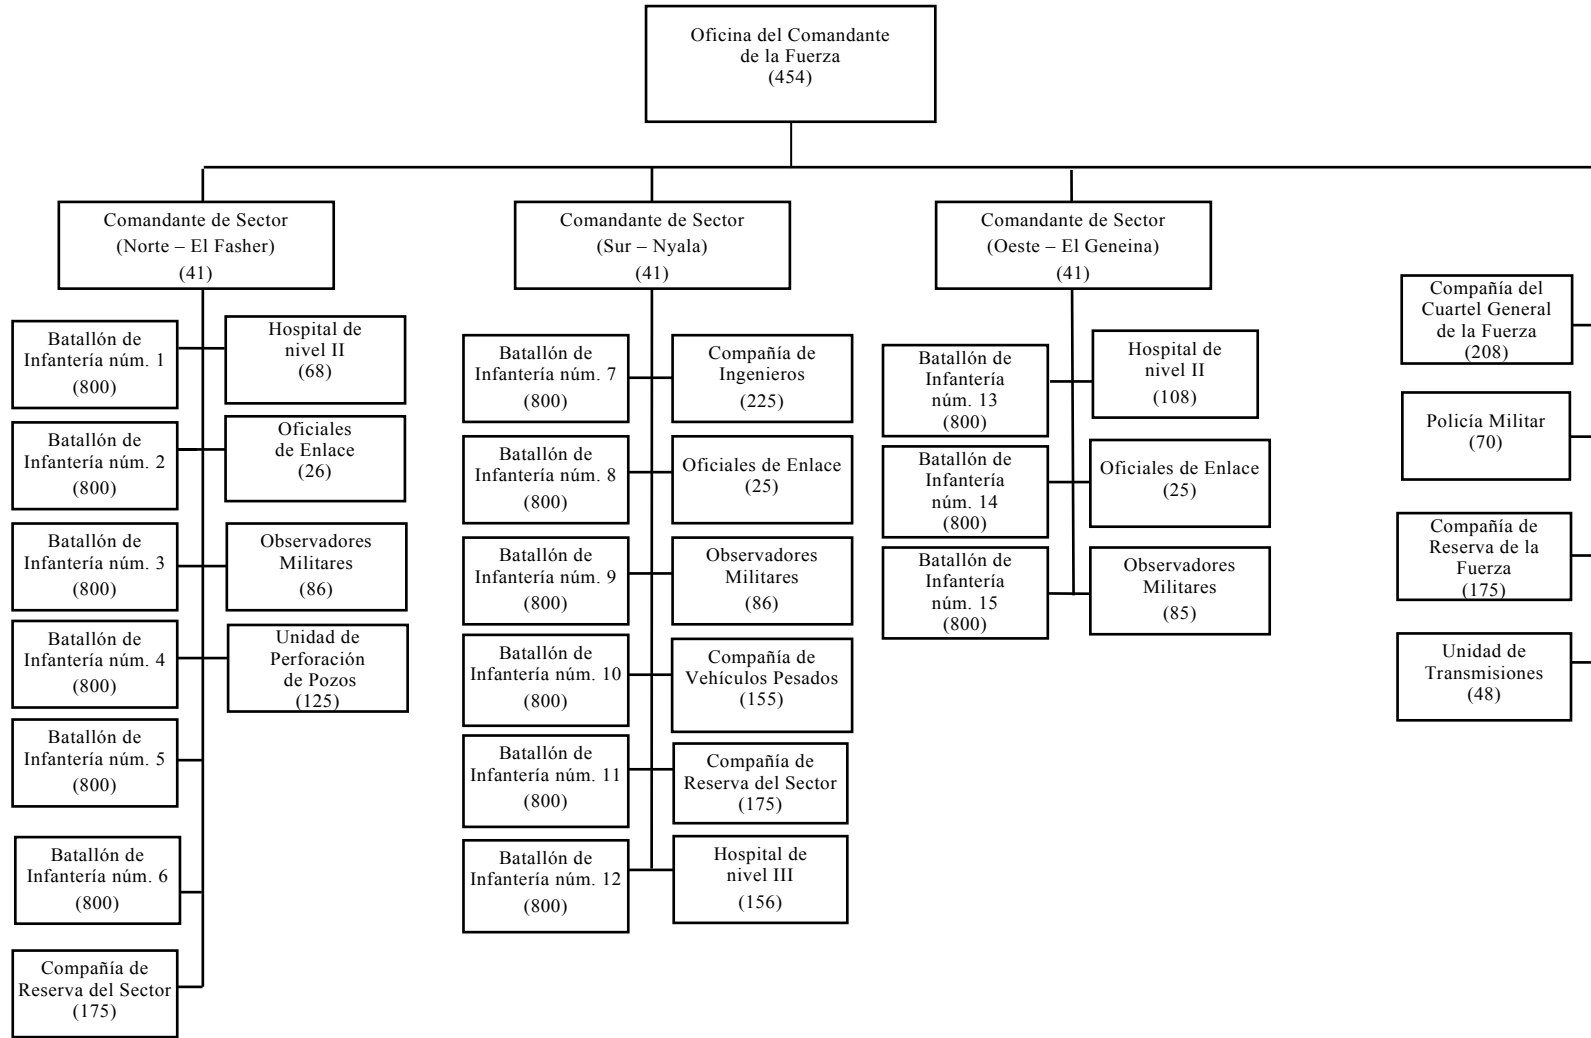 Oficina del Comandante
de la Fuerza
(454)
Comandante de Sector
(Norte – El Fasher)
(41)
Batallón de
Infantería núm. 1
(800)
Hospital de
nivel II
(68)
Batallón de
Infantería núm. 2
(800)
Oficiales
de Enlace
(26)
Batallón de
Infantería núm. 3
(800)
Observadores
Militares
(86)
Batallón de
Infantería núm. 4
(800)
Unidad de
Perforación
de Pozos
(125)
Batallón de
Infantería núm. 5
(800)
Batallón de
Infantería núm. 6
(800)
Compañía de
Reserva del Sector
(175)
Comandante de Sector
(Sur – Nyala)
(41)
Batallón de
Infantería núm. 7
(800)
Compañía de
Ingenieros
(225)
Batallón de
Infantería núm. 8
(800)
Oficiales de Enlace
(25)
Batallón de
Infantería núm. 9
(800)
Observadores
Militares
(86)
Batallón de
Infantería núm. 10
(800)
Compañía de
Vehículos Pesados
(155)
Batallón de
Infantería núm. 11
(800)
Compañía de
Reserva del Sector
(175)
Batallón de
Infantería núm. 12
(800)
Hospital de
nivel III
(156)
Comandante de Sector
(Oeste – El Geneina)
(41)
Batallón de
Infantería
núm. 13
(800)
Hospital de
nivel II
(108)
Batallón de
Infantería
núm. 14
(800)
Oficiales de Enlace
(25)
Batallón de
Infantería
núm. 15
(800)
Observadores
Militares
(85)
Compañía del
Cuartel General
de la Fuerza
(208)
Policía Militar
(70)
Compañía de
Reserva de la
Fuerza
(175)
Unidad de
Transmisiones
(48)